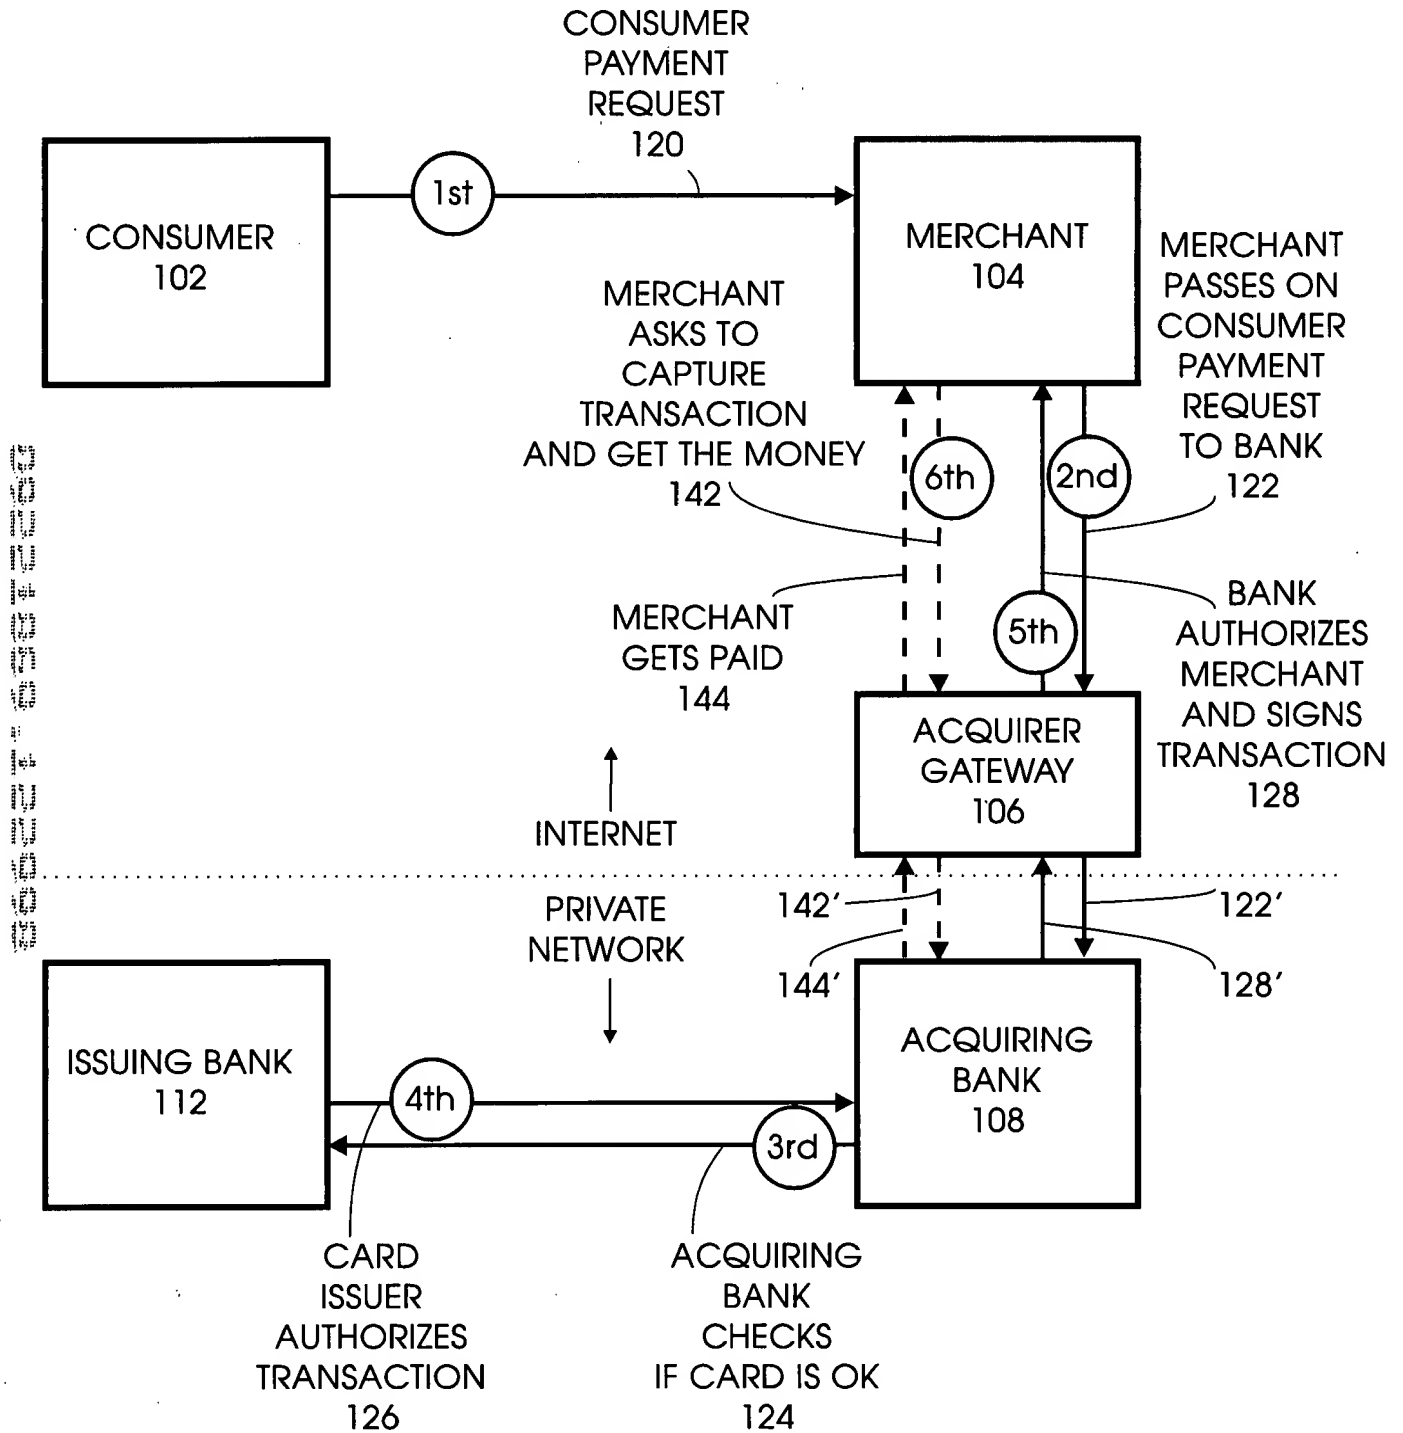 CONSUMER
PAYMENT
REQUEST
120
1st
CONSUMER
102
MERCHANT
104
MERCHANT
PASSES ON
CONSUMER
PAYMENT
REQUEST
TO BANK
122
MERCHANT
ASKS TO
CAPTURE
TRANSACTION
AND GET THE MONEY
142
6th
2nd
MERCHANT
GETS PAID
144
5th
BANK
AUTHORIZES
MERCHANT
AND SIGNS
TRANSACTION
128
ACQUIRER
GATEWAY
106
INTERNET
PRIVATE
NETWORK
142'
144'
122'
128'
ISSUING BANK
112
4th
3rd
ACQUIRING
BANK
108
CARD
ISSUER
AUTHORIZES
TRANSACTION
126
ACQUIRING
BANK
CHECKS
IF CARD IS OK
124